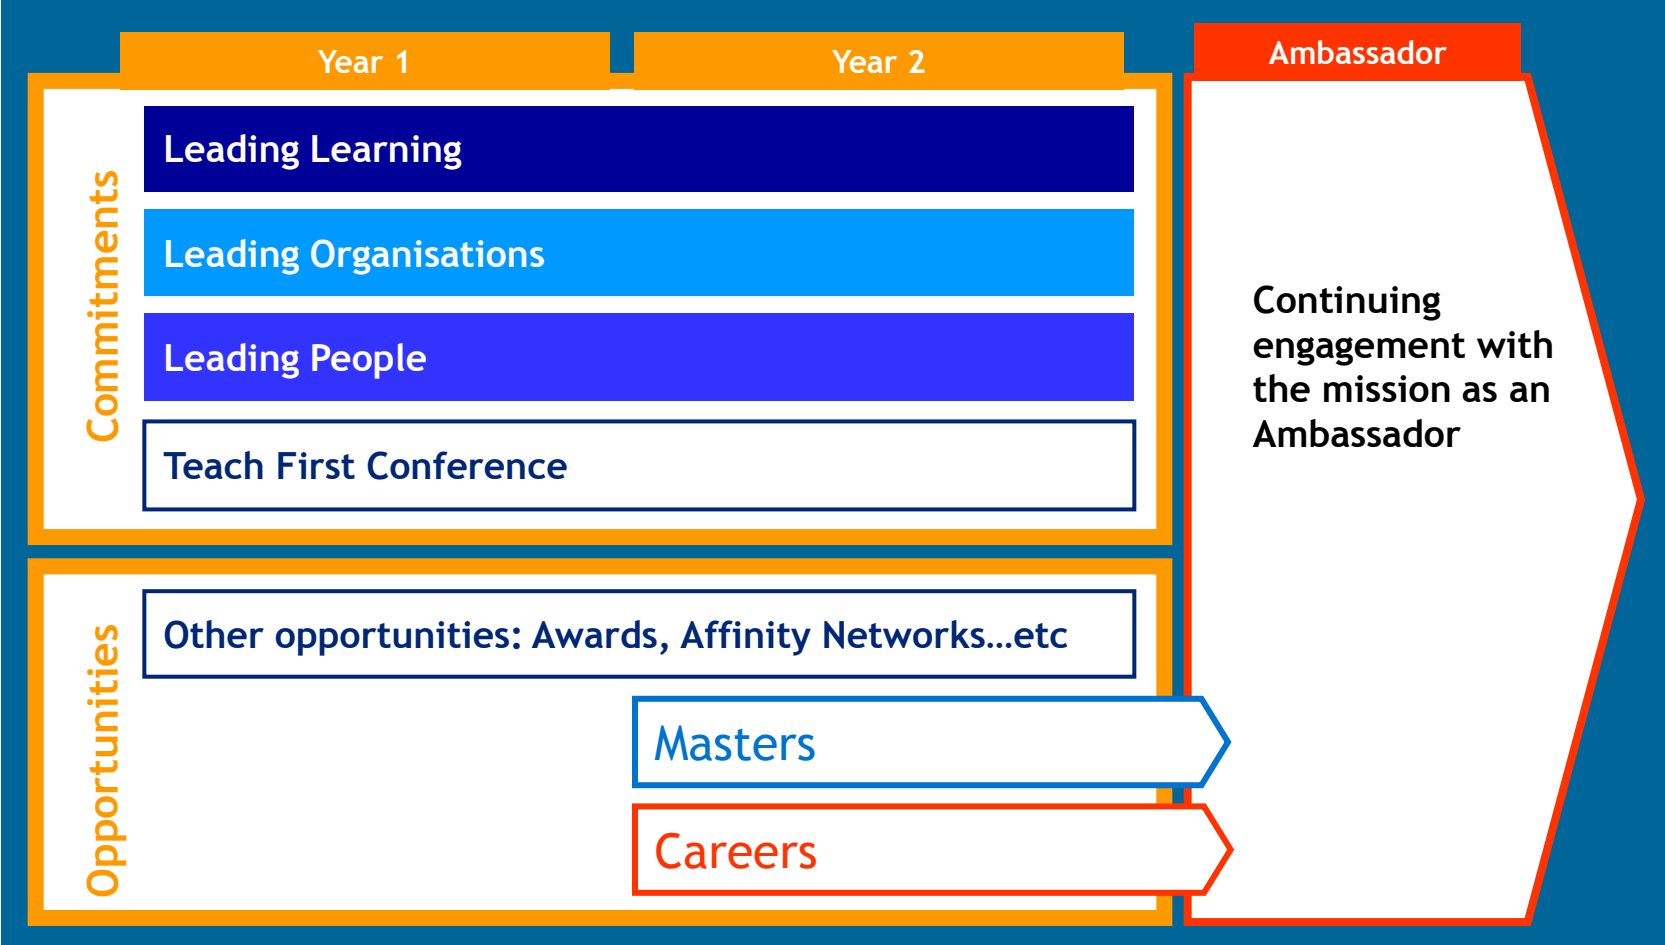 Year 1
Year 2
Ambassador
Commitments
Leading Learning
Leading Organisations
Leading People
Teach First Conference
Continuing
engagement with
the mission as an
Ambassador
Opportunities
Other opportunities: Awards, Affinity Networks…etc
Masters
Careers